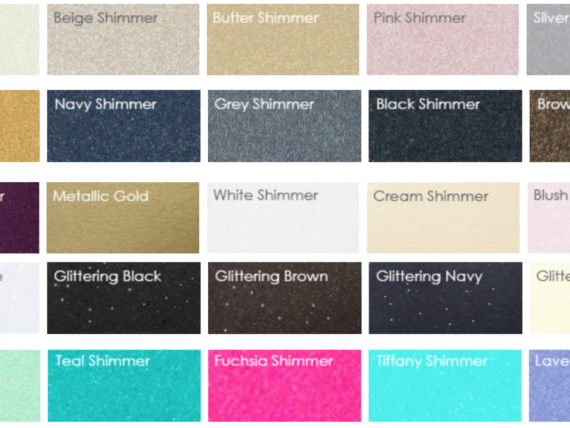 Beige Shimmer
Butter Shimmer
Pink Shimmer
Silver
Navy Shimmer
Grey Shimmer
Black Shimmer
Brow
r
Metallic Gold
White Shimmer
Cream Shimmer
Blush
e
Glittering Black
Glittering Brown
Glittering Navy
Glitte
Teal Shimmer
Fuchsia Shimmer
Tiffany Shimmer
Lave